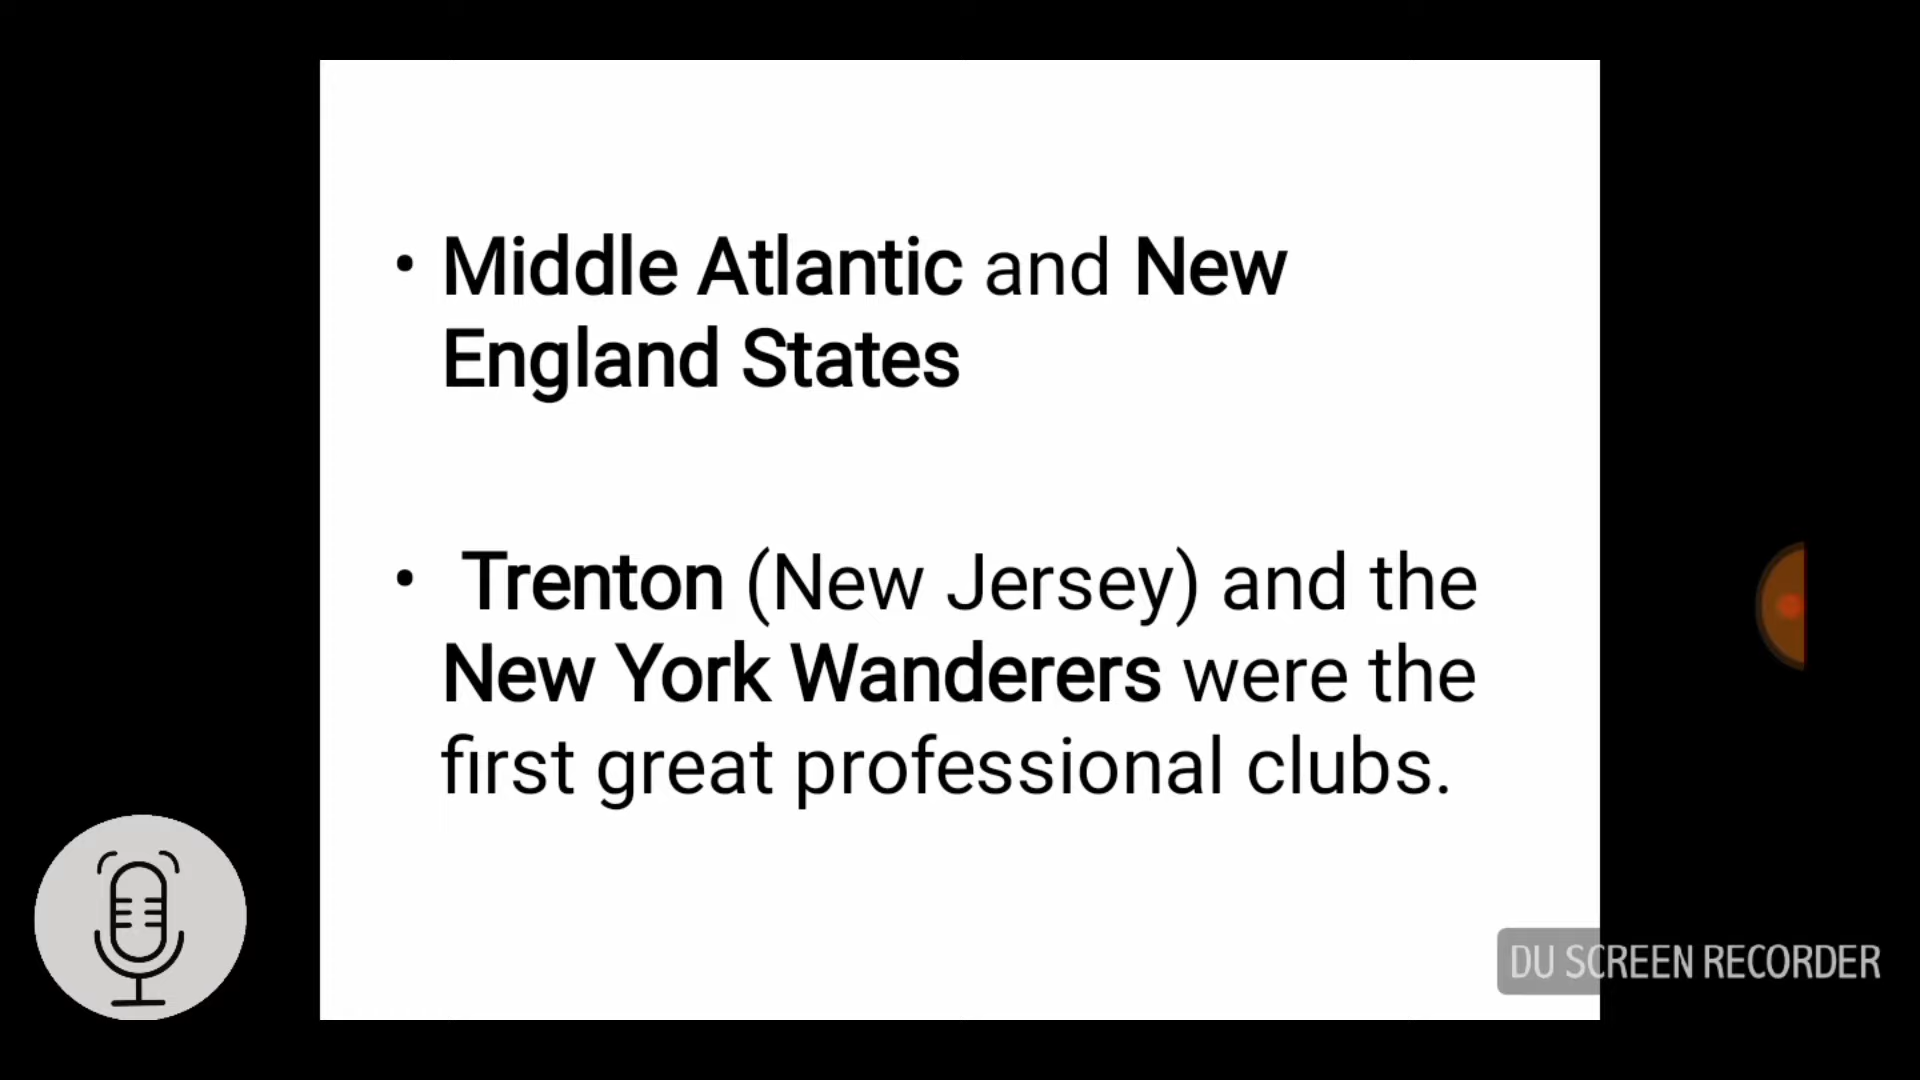 • Middle Atlantic and New
England States
• Trenton (New Jersey) and the
New York Wanderers were the
first great professional clubs.
DU SCREEN RECORDER